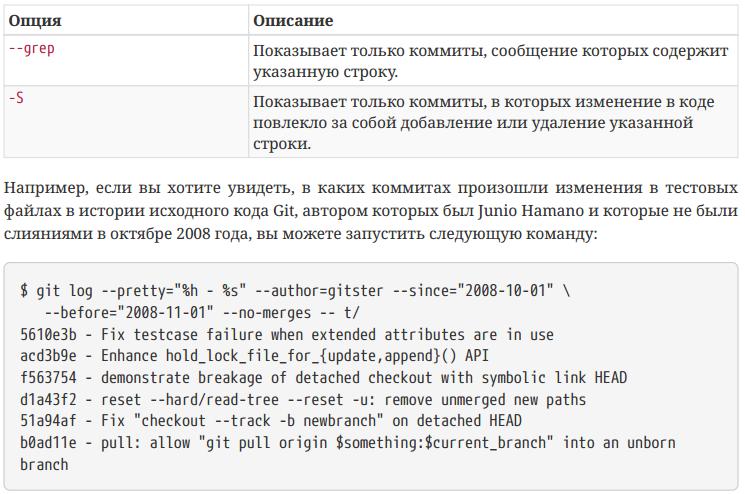 Опция Описание
--grep Показывает только коммиты, сообщение которых содержит
указанную строку.
-S Показывает только коммиты, в которых изменение в коде
повлекло за собой добавление или удаление указанной
строки.
Например, если вы хотите увидеть, в каких коммитах произошли изменения в тестовых
файлах в истории исходного кода Git, автором которых был Junio Hamano и которые не были
слияниями в октябре 2008 года, вы можете запустить следующую команду:
$ git log --pretty="%h - %s" --author=gitster --since="2008-10-01" \
--before="2008-11-01" --no-merges -- t/
5610e3b - Fix testcase failure when extended attributes are in use
acd3b9e - Enhance hold_lock_file_for_{update,append}() API
f563754 - demonstrate breakage of detached checkout with symbolic link HEAD
d1a43f2 - reset --hard/read-tree --reset -u: remove unmerged new paths
51a94af - Fix "checkout --track -b newbranch" on detached HEAD
b0ad11e - pull: allow "git pull origin $something:$current_branch" into an unborn
branch